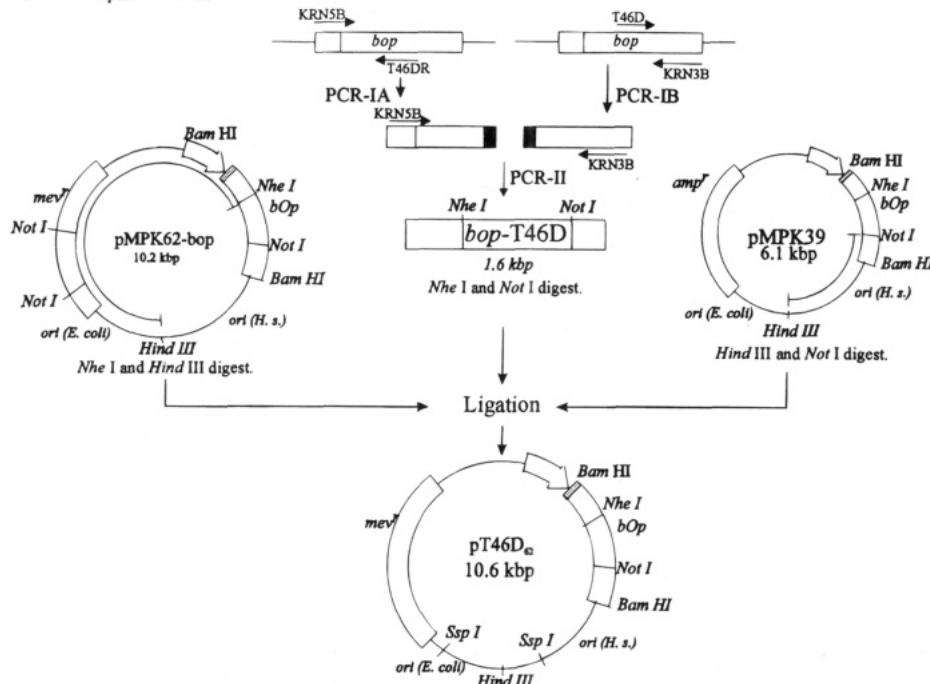 KRN5B
bop
T46DR
T46D
bop
KRN3B
PCR-IA
PCR-IB
KRN5B
KRN3B
PCR-II
Nhe I
Not I
bop-T46D
1.6 kbp
Nhe I and Not I digest.
Bam HI
mev^r
Nhe I
bOp
Not I
Not I
Not I
Bam HI
pMPK62-bop
10.2 kbp
ori (E. coli)
ori (H. s.)
Hind III
Nhe I and Hind III digest.
Bam HI
amp^r
Nhe I
bOp
Not I
Bam HI
pMPK39
6.1 kbp
ori (E. coli)
ori (H. s.)
Hind III
Hind III and Not I digest.
Ligation
Bam HI
mev^r
Nhe I
bOp
pT46D₆₂
10.6 kbp
Not I
Bam HI
Ssp I
Ssp I
ori (E. coli)
ori (H. s.)
Hind III